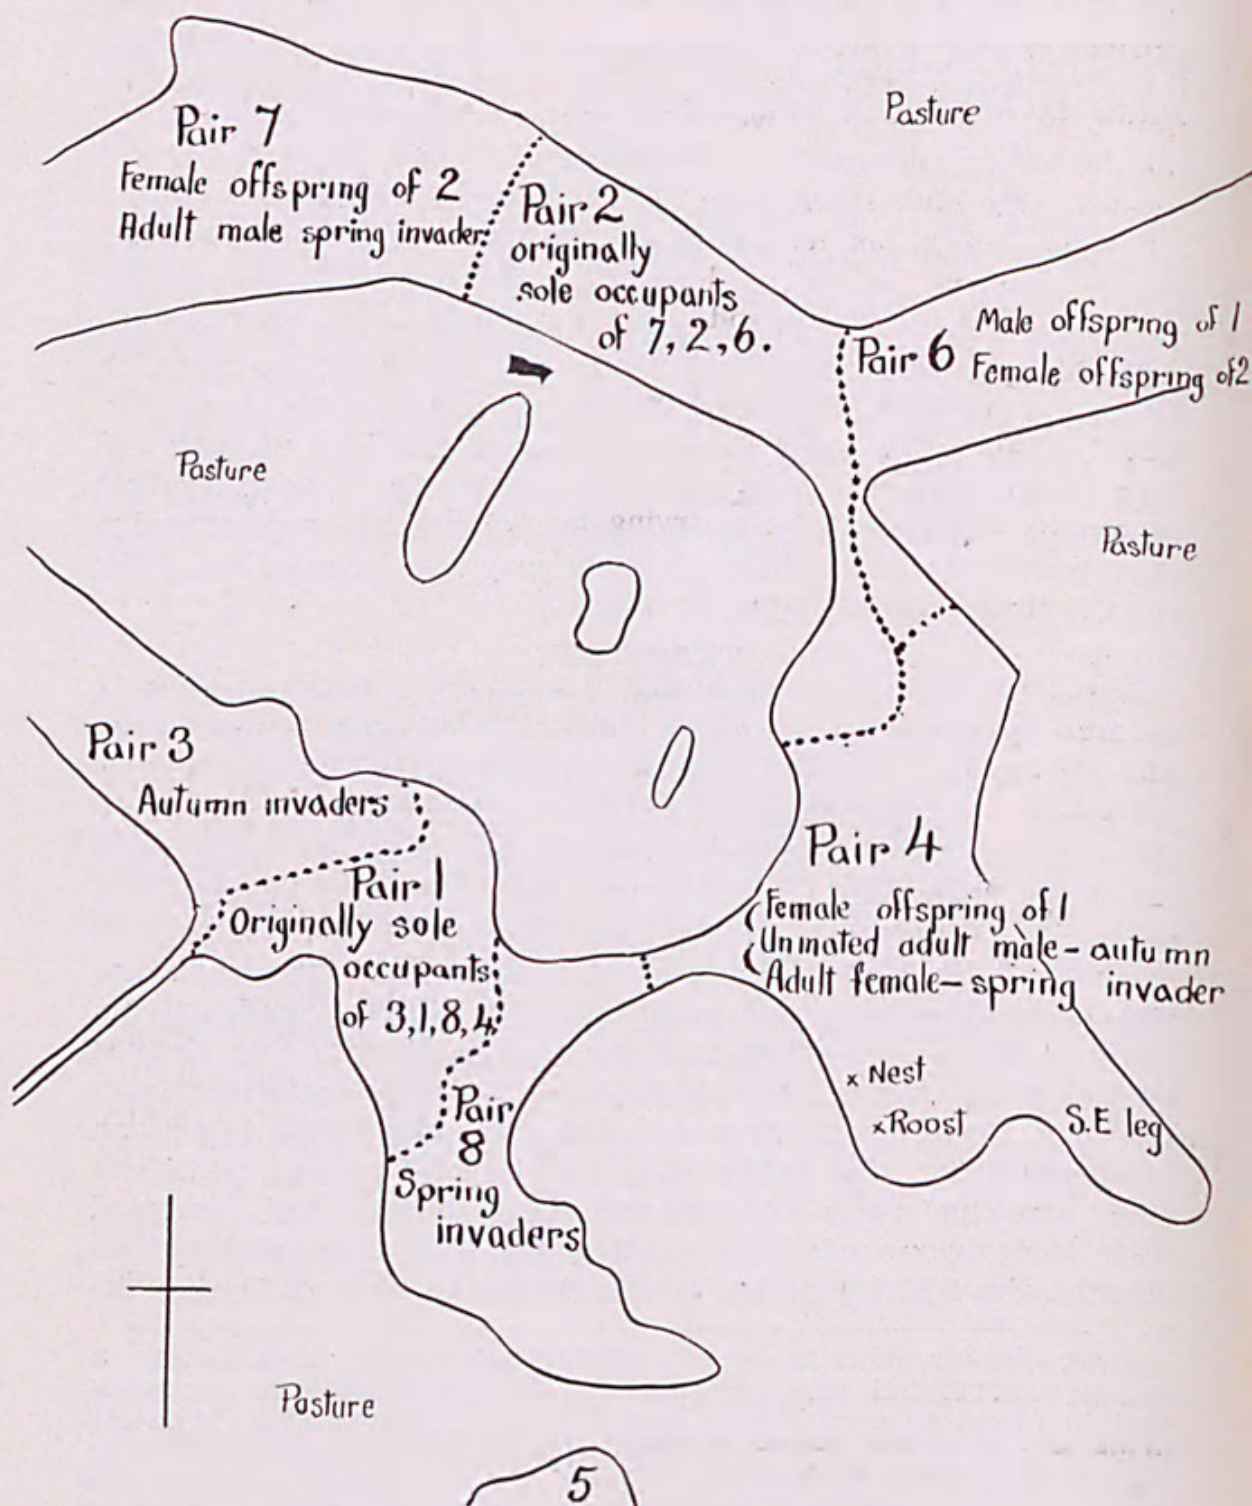 Pasture
Pair 7
Female offspring of 2
Adult male spring invader
Pair 2
originally
sole occupants
of 7, 2, 6.
Pair 6
Male offspring of 1
Female offspring of 2
Pasture
Pasture
Pair 3
Autumn invaders
Pair 1
Originally sole
occupants
of 3, 1, 8, 4
Pair 4
Female offspring of 1
Unmated adult male - autumn
Adult female - spring invader
x Nest
x Roost
S.E leg
Pair
8
Spring
invaders
Pasture
5